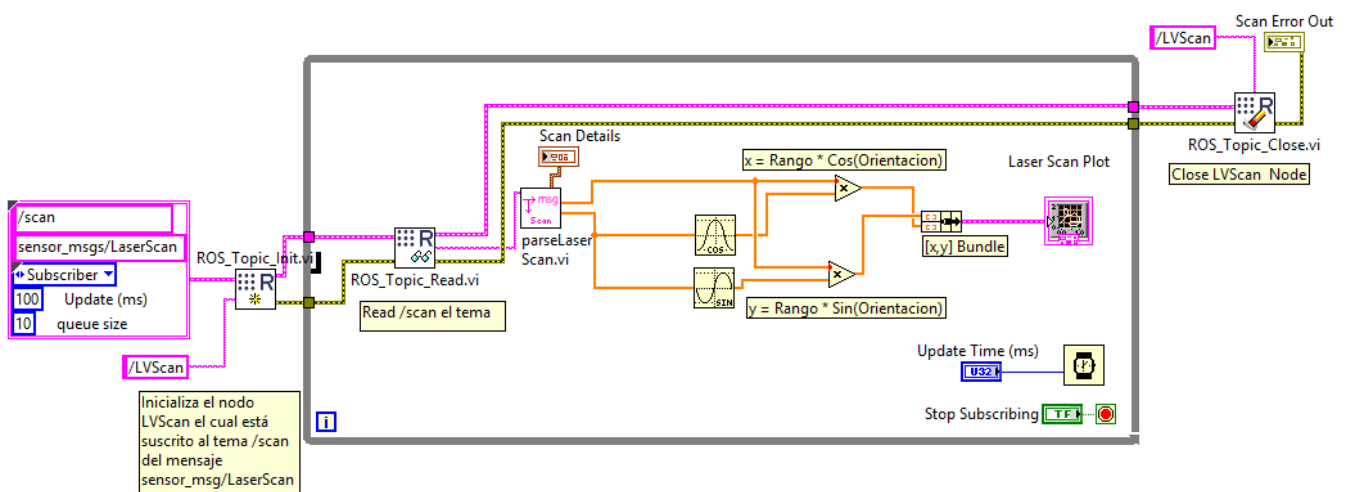 /scan
sensor_msgs/LaserScan
Subscriber
100 Update (ms)
10 queue size
/LVScan
ROS_Topic_Init.vi
R
Inicializa el nodo
LVScan el cual está
suscrito al tema /scan
del mensaje
sensor_msg/LaserScan
R
ROS_Topic_Read.vi
Read /scan el tema
Scan Details
msg
Scan
parseLaser
Scan.vi
x = Rango * Cos(Orientacion)
COS
SIN
x
x
y = Rango * Sin(Orientacion)
[x,y] Bundle
Laser Scan Plot
Update Time (ms)
U32
Stop Subscribing
TF
i
/LVScan
Scan Error Out
R
ROS_Topic_Close.vi
Close LVScan Node